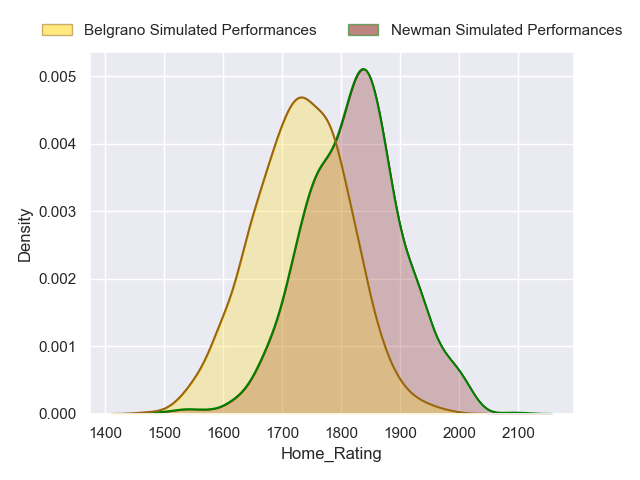 Belgrano Simulated Performances
Newman Simulated Performances
0.005
0.004
0.003
0.002
0.001
0.000
Density
1400 1500 1600 1700 1800 1900 2000 2100
Home_Rating